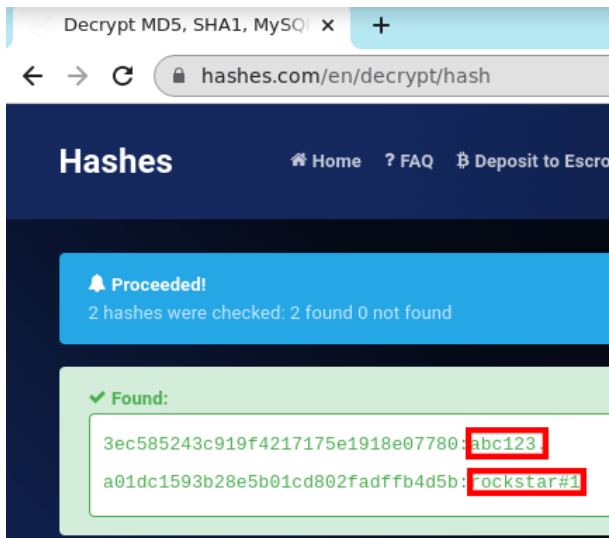 Decrypt MD5, SHA1, MySQ
hashes.com/en/decrypt/hash
Hashes
Home ? FAQ Deposit to Escro
Proceeded!
2 hashes were checked: 2 found 0 not found
Found:
3ec585243c919f4217175e1918e07780:abc123.
a01dc1593b28e5b01cd802fadffb4d5b:rockstar#1